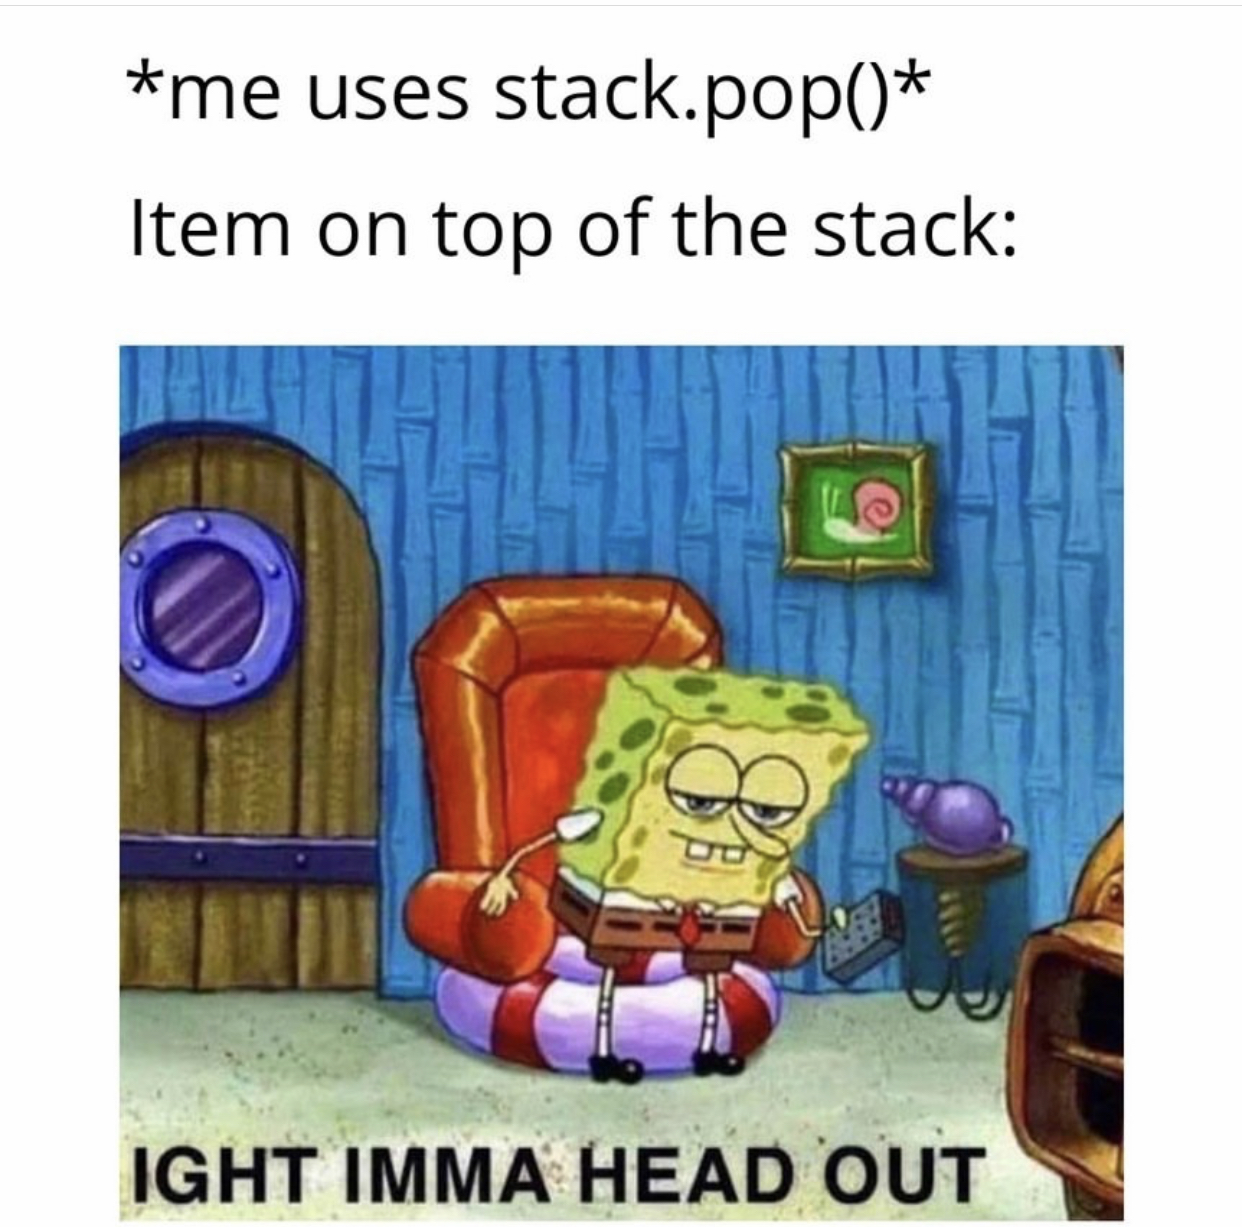 *me uses stack.pop()*
Item on top of the stack:
IGHT IMMA HEAD OUT